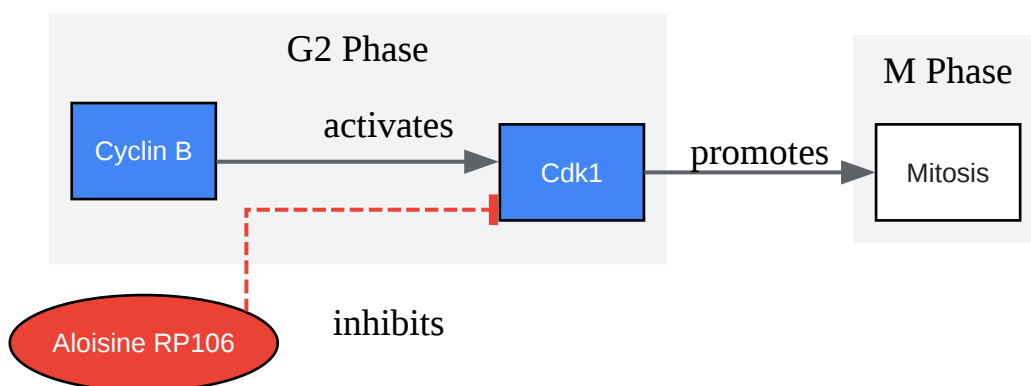 G2 Phase
M Phase
Cyclin B
activates
Cdk1
promotes
Mitosis
Aloisine RP106
inhibits